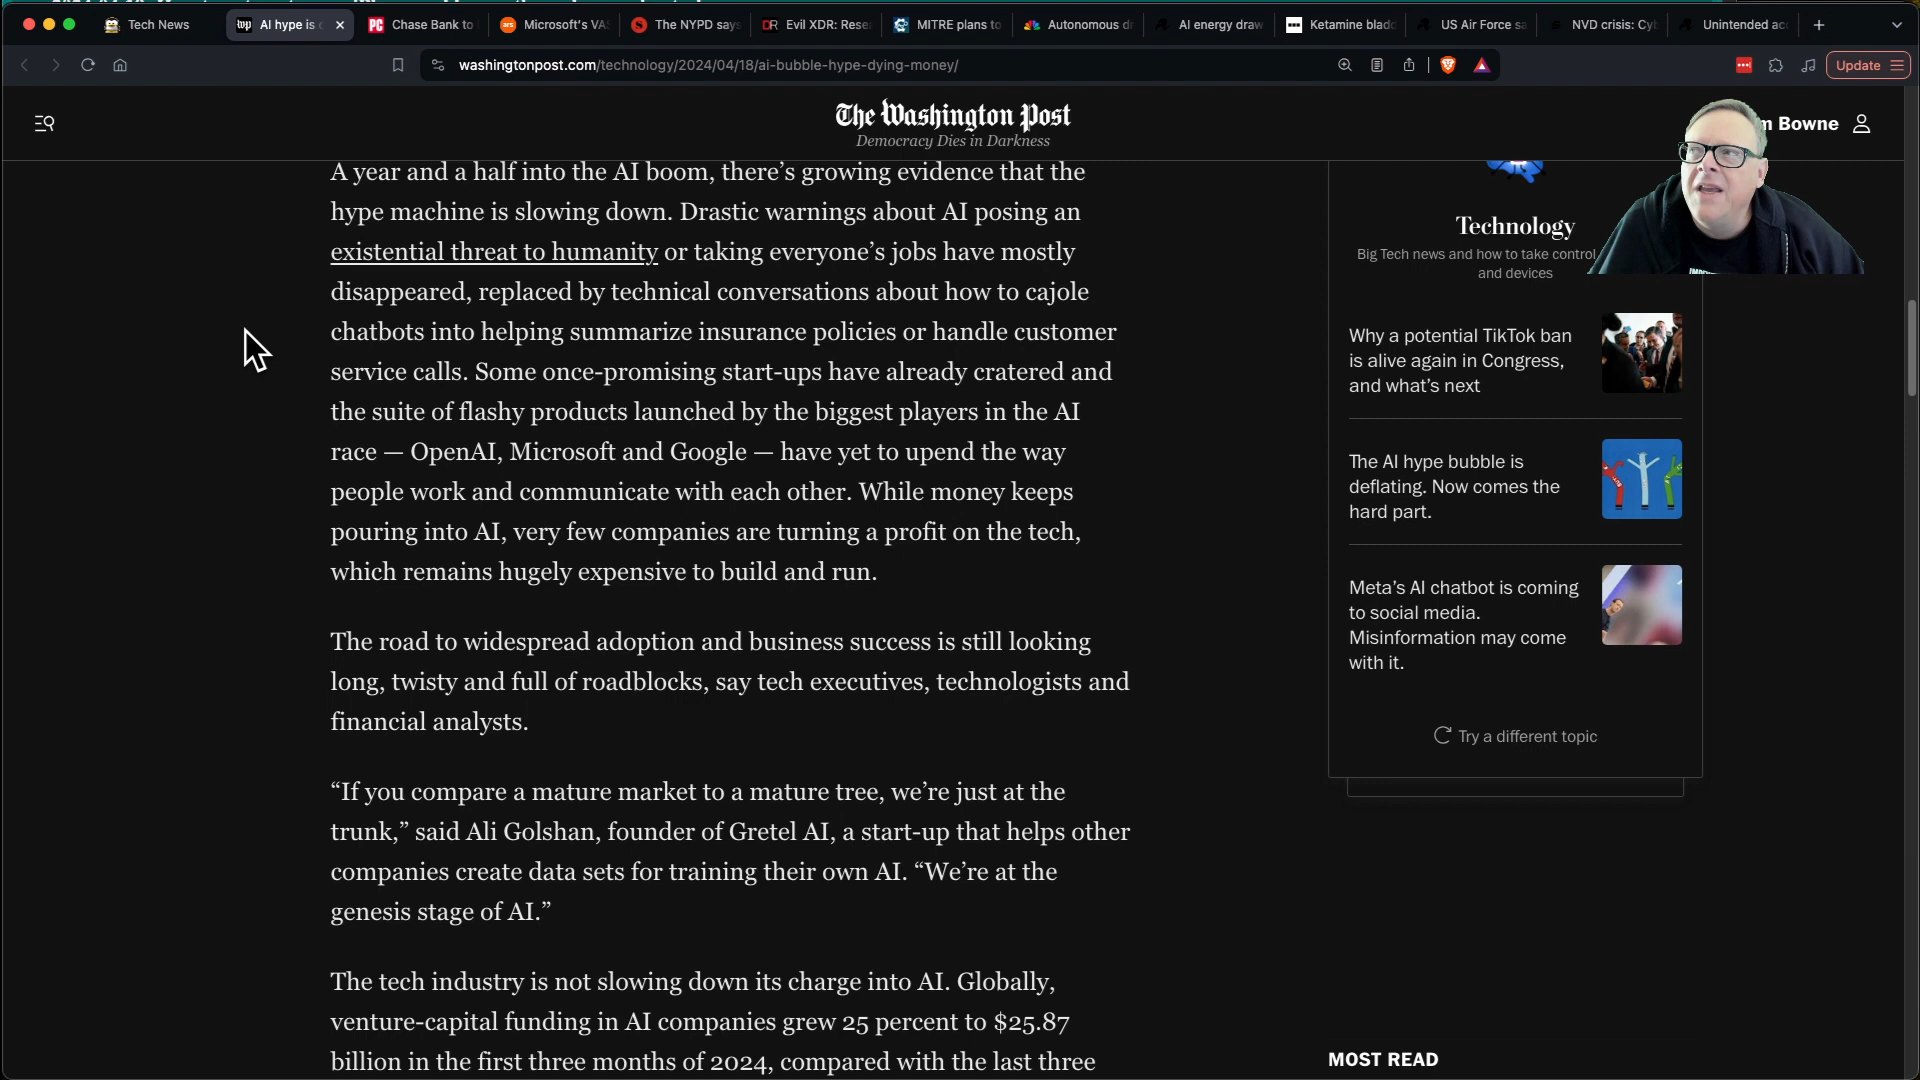 Tech News
AI hype is
Chase Bank to
Microsoft's VA
The NYPD says
Evil XDR: Rese
MITRE plans to
Autonomous d
AI energy draw
Ketamine blad
US Air Force sa
NVD crisis: Cy
Unintended ac
washingtonpost.com/technology/2024/04/18/ai-bubble-hype-dying-money/
Update
The Washington Post
Democracy Dies in Darkness
m Bowne
A year and a half into the AI boom, there’s growing evidence that the
hype machine is slowing down. Drastic warnings about AI posing an
existential threat to humanity or taking everyone’s jobs have mostly
disappeared, replaced by technical conversations about how to cajole
chatbots into helping summarize insurance policies or handle customer
service calls. Some once-promising start-ups have already cratered and
the suite of flashy products launched by the biggest players in the AI
race — OpenAI, Microsoft and Google — have yet to upend the way
people work and communicate with each other. While money keeps
pouring into AI, very few companies are turning a profit on the tech,
which remains hugely expensive to build and run.
The road to widespread adoption and business success is still looking
long, twisty and full of roadblocks, say tech executives, technologists and
financial analysts.
“If you compare a mature market to a mature tree, we’re just at the
trunk,” said Ali Golshan, founder of Gretel AI, a start-up that helps other
companies create data sets for training their own AI. “We’re at the
genesis stage of AI.”
The tech industry is not slowing down its charge into AI. Globally,
venture-capital funding in AI companies grew 25 percent to $25.87
billion in the first three months of 2024, compared with the last three
Technology
Big Tech news and how to take control
and devices
Why a potential TikTok ban
is alive again in Congress,
and what’s next
The AI hype bubble is
deflating. Now comes the
hard part.
Meta’s AI chatbot is coming
to social media.
Misinformation may come
with it.
Try a different topic
MOST READ